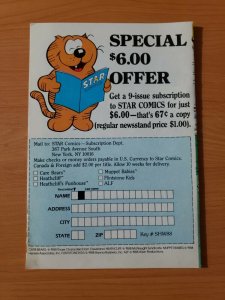 SPECIAL
$6.00
OFFER
STAR
Get a 9-issue subscription
to STAR COMICS for just
$6.00—that's 67¢ a copy
(regular newsstand price $1.00).
Mail to: STAR Comics—Subscription Dept.
387 Park Avenue South
New York, NY 10016
Make checks or money orders payable in U.S. Currency to Star Comics.
Canada & Foreign add $2.00 per title. Allow 10 weeks for delivery.
Care Bears Muppet Babies
Heathcliff Flintstone Kids
Heathcliff's Funhouse ALF
NAME
ADDRESS
CITY
STATE ZIP Key #